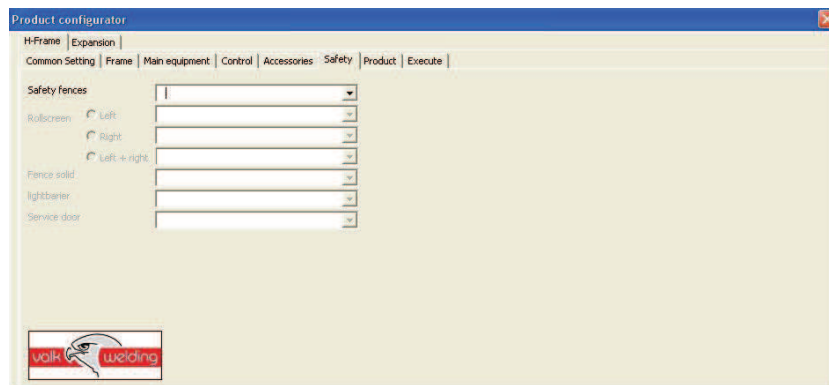 Product configurator
H-Frame Expansion
Common Setting Frame Main equipment Control Accessories Safety Product Execute
Safety fences
Rollscreen Left
Right
Left + right
Fence solid
lightbarier
Service door
valk welding